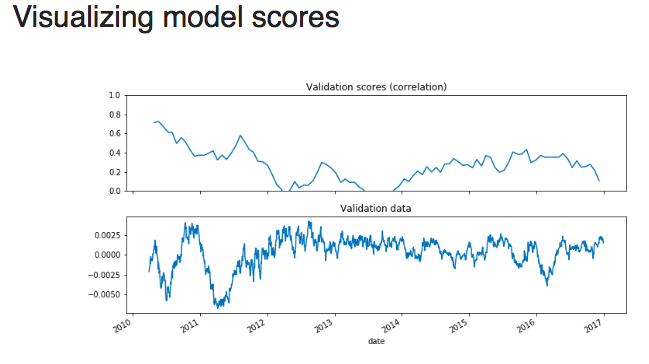 Visualizing model scores
Validation scores (correlation)
1.0
0.8
0.6
0.4
0.2
0.0
Validation data
0.0025
0.0000
−0.0025
−0.0050
2010 2011 2012 2013 2014 2015 2016 2017
date